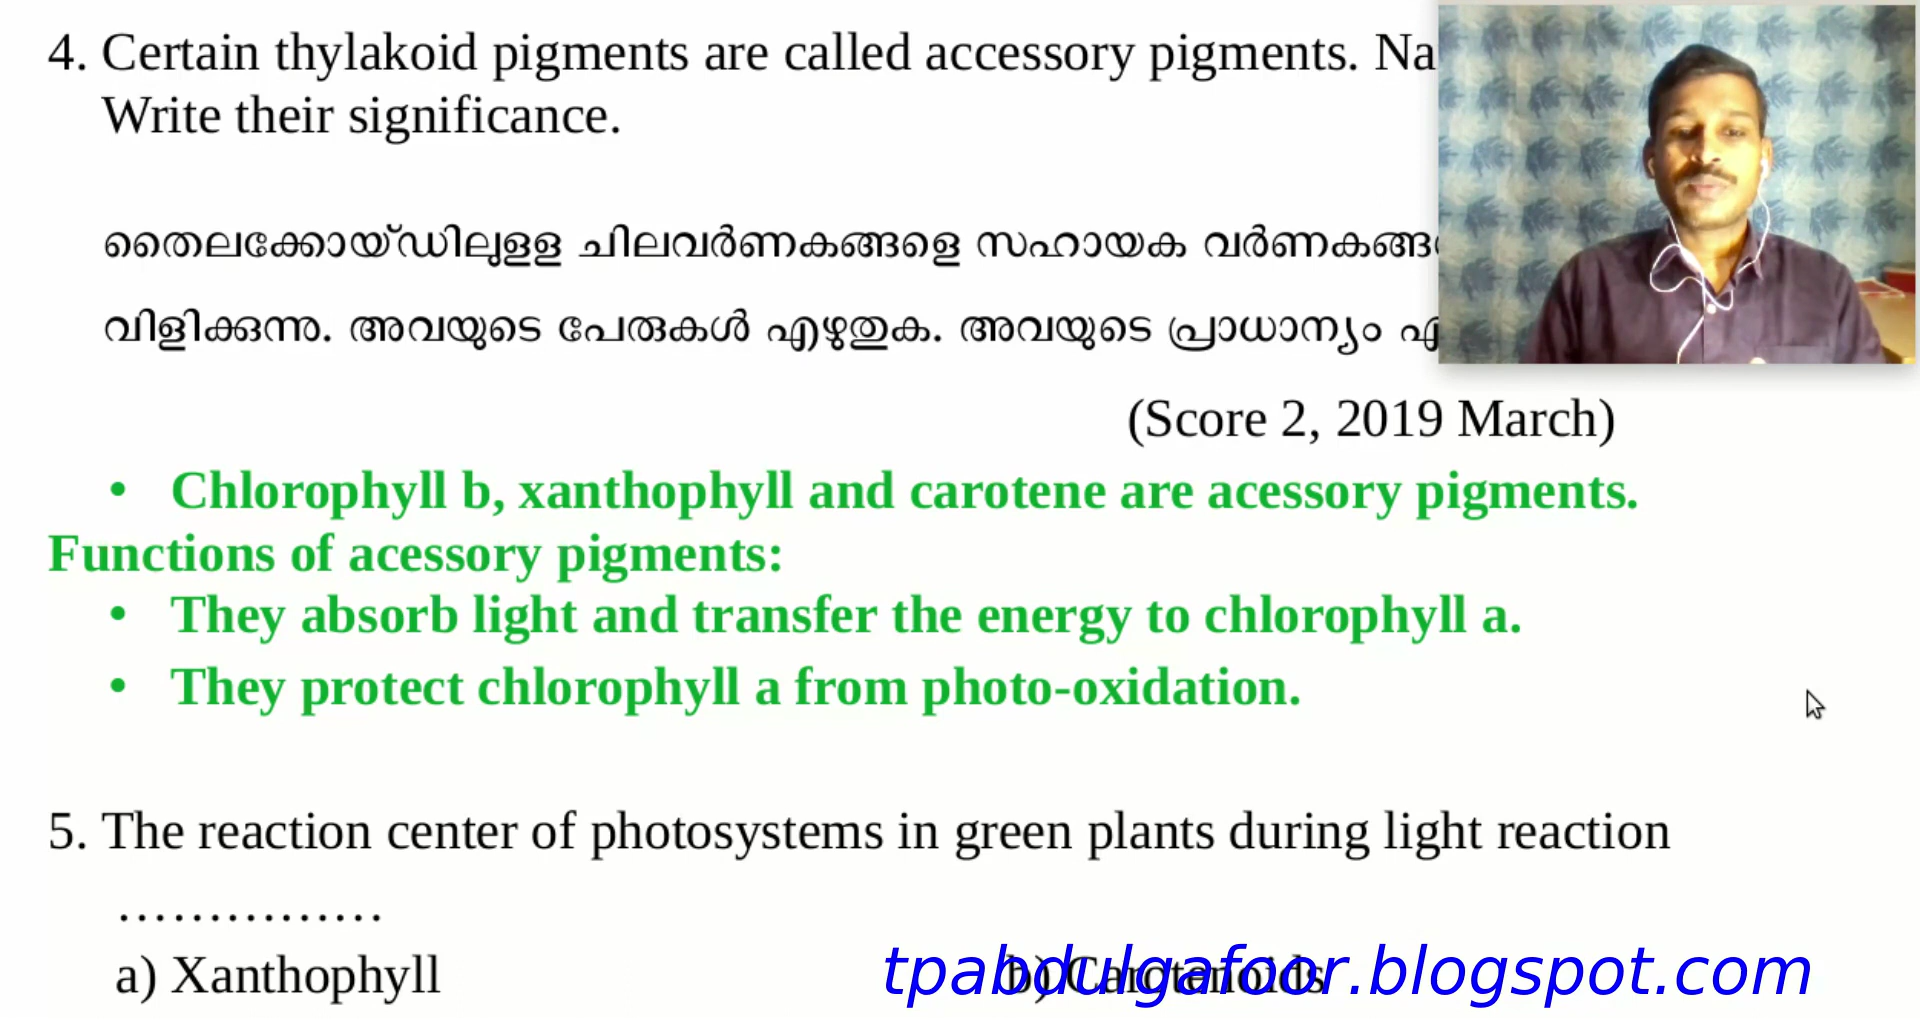 4. Certain thylakoid pigments are called accessory pigments. Na
Write their significance.
തൈലക്കോയ്ഡിലുളള ചിലവർണകങ്ങളെ സഹായക വർണകങ്ങ
വിളിക്കുന്നു. അവയുടെ പേരുകൾ എഴുതുക. അവയുടെ പ്രാധാന്യം എ
(Score 2, 2019 March)
• Chlorophyll b, xanthophyll and carotene are acessory pigments.
Functions of acessory pigments:
• They absorb light and transfer the energy to chlorophyll a.
• They protect chlorophyll a from photo-oxidation.
5. The reaction center of photosystems in green plants during light reaction
……………
a) Xanthophyll b) Carotenoids
tpabdulgafoor.blogspot.com